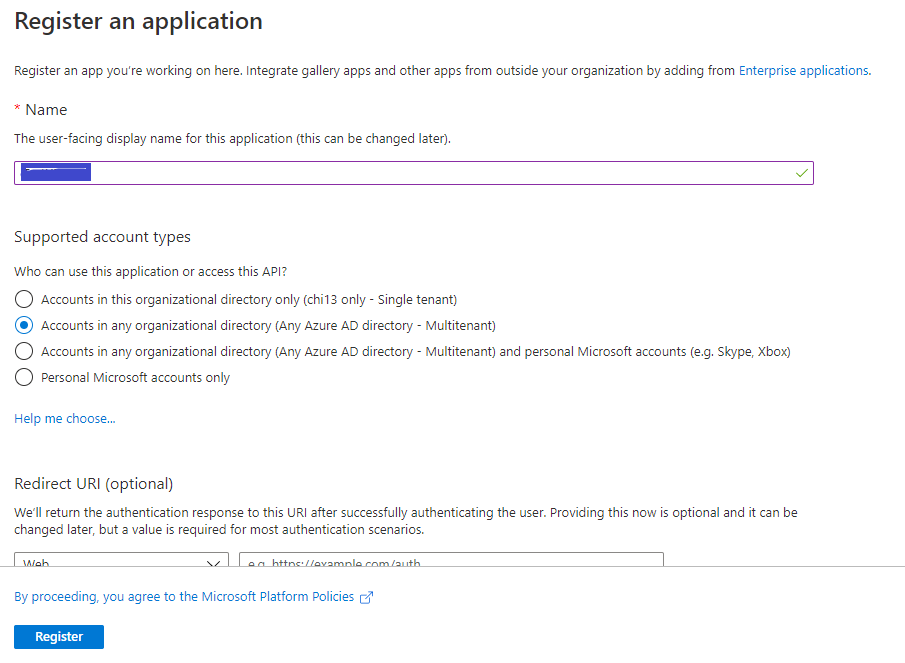 Register an application
Register an app you're working on here. Integrate gallery apps and other apps from outside your organization by adding from Enterprise applications.
* Name
The user-facing display name for this application (this can be changed later).
Supported account types
Who can use this application or access this API?
Accounts in this organizational directory only (chi13 only - Single tenant)
Accounts in any organizational directory (Any Azure AD directory - Multitenant)
Accounts in any organizational directory (Any Azure AD directory - Multitenant) and personal Microsoft accounts (e.g. Skype, Xbox)
Personal Microsoft accounts only
Help me choose...
Redirect URI (optional)
We'll return the authentication response to this URI after successfully authenticating the user. Providing this now is optional and it can be
changed later, but a value is required for most authentication scenarios.
Web e.g. https://example.com/auth
By proceeding, you agree to the Microsoft Platform Policies
Register